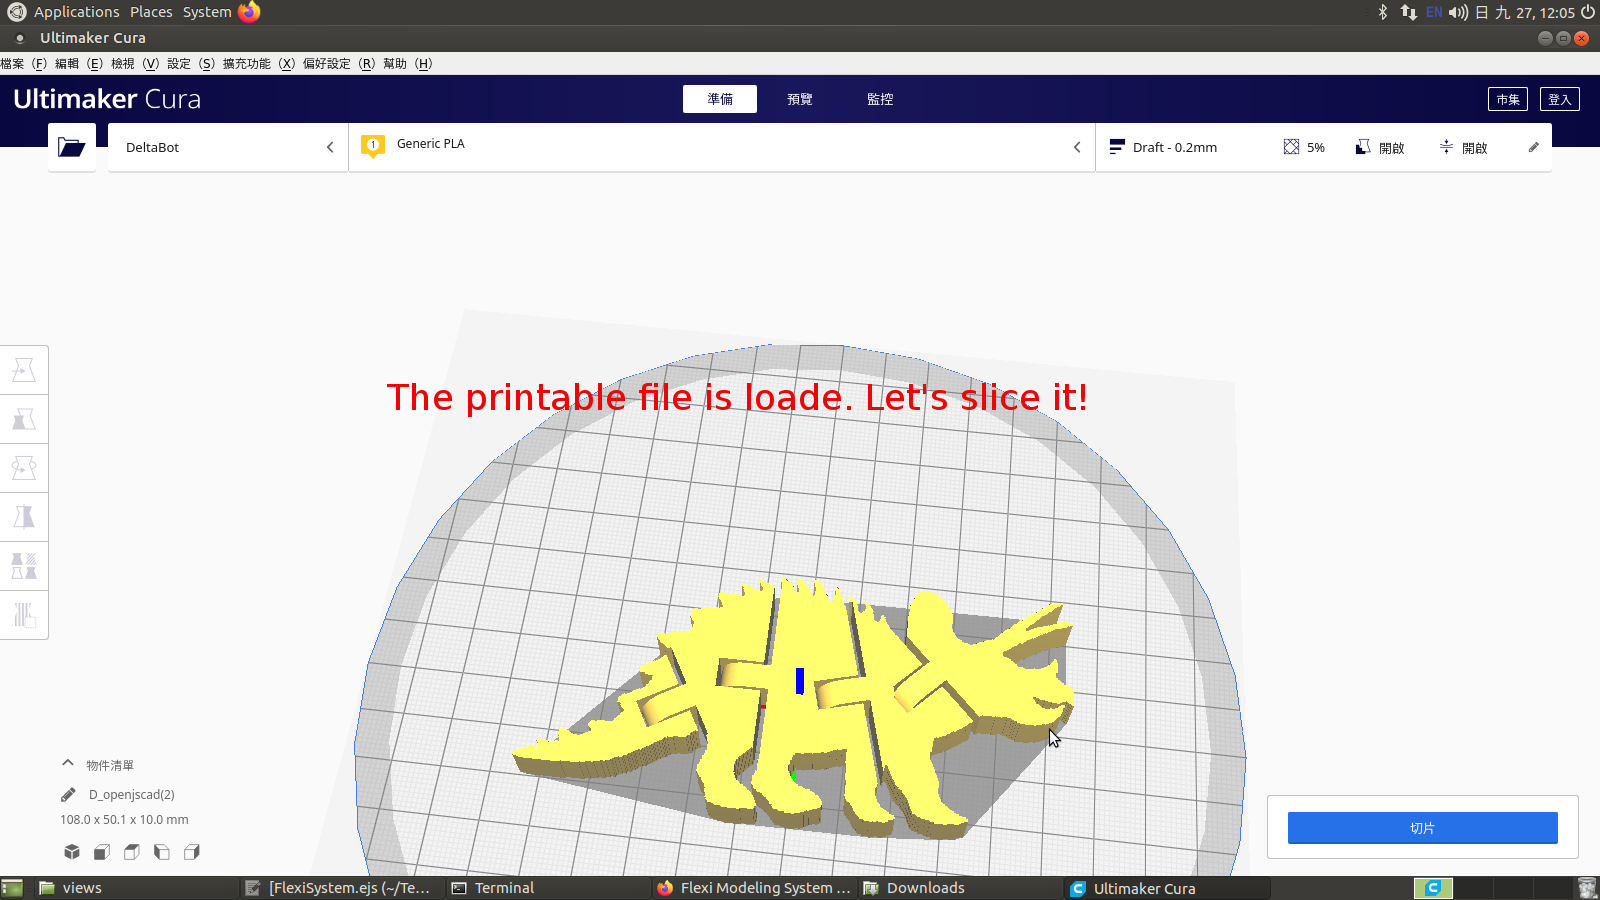 Applications Places System
EN 日 九 27, 12:05
Ultimaker Cura
檔案 (F) 編輯 (E) 檢視 (V) 設定 (S) 擴充功能 (X) 偏好設定 (R) 幫助 (H)
Ultimaker Cura 準備 預覽 監控 市集 登入
DeltaBot 1 Generic PLA Draft - 0.2mm 5% 開啟 開啟
The printable file is loade. Let's slice it!
物件清單
D_openjscad(2)
108.0 x 50.1 x 10.0 mm
切片
views [FlexiSystem.ejs (~/Te... Terminal Flexi Modeling System ... Downloads Ultimaker Cura